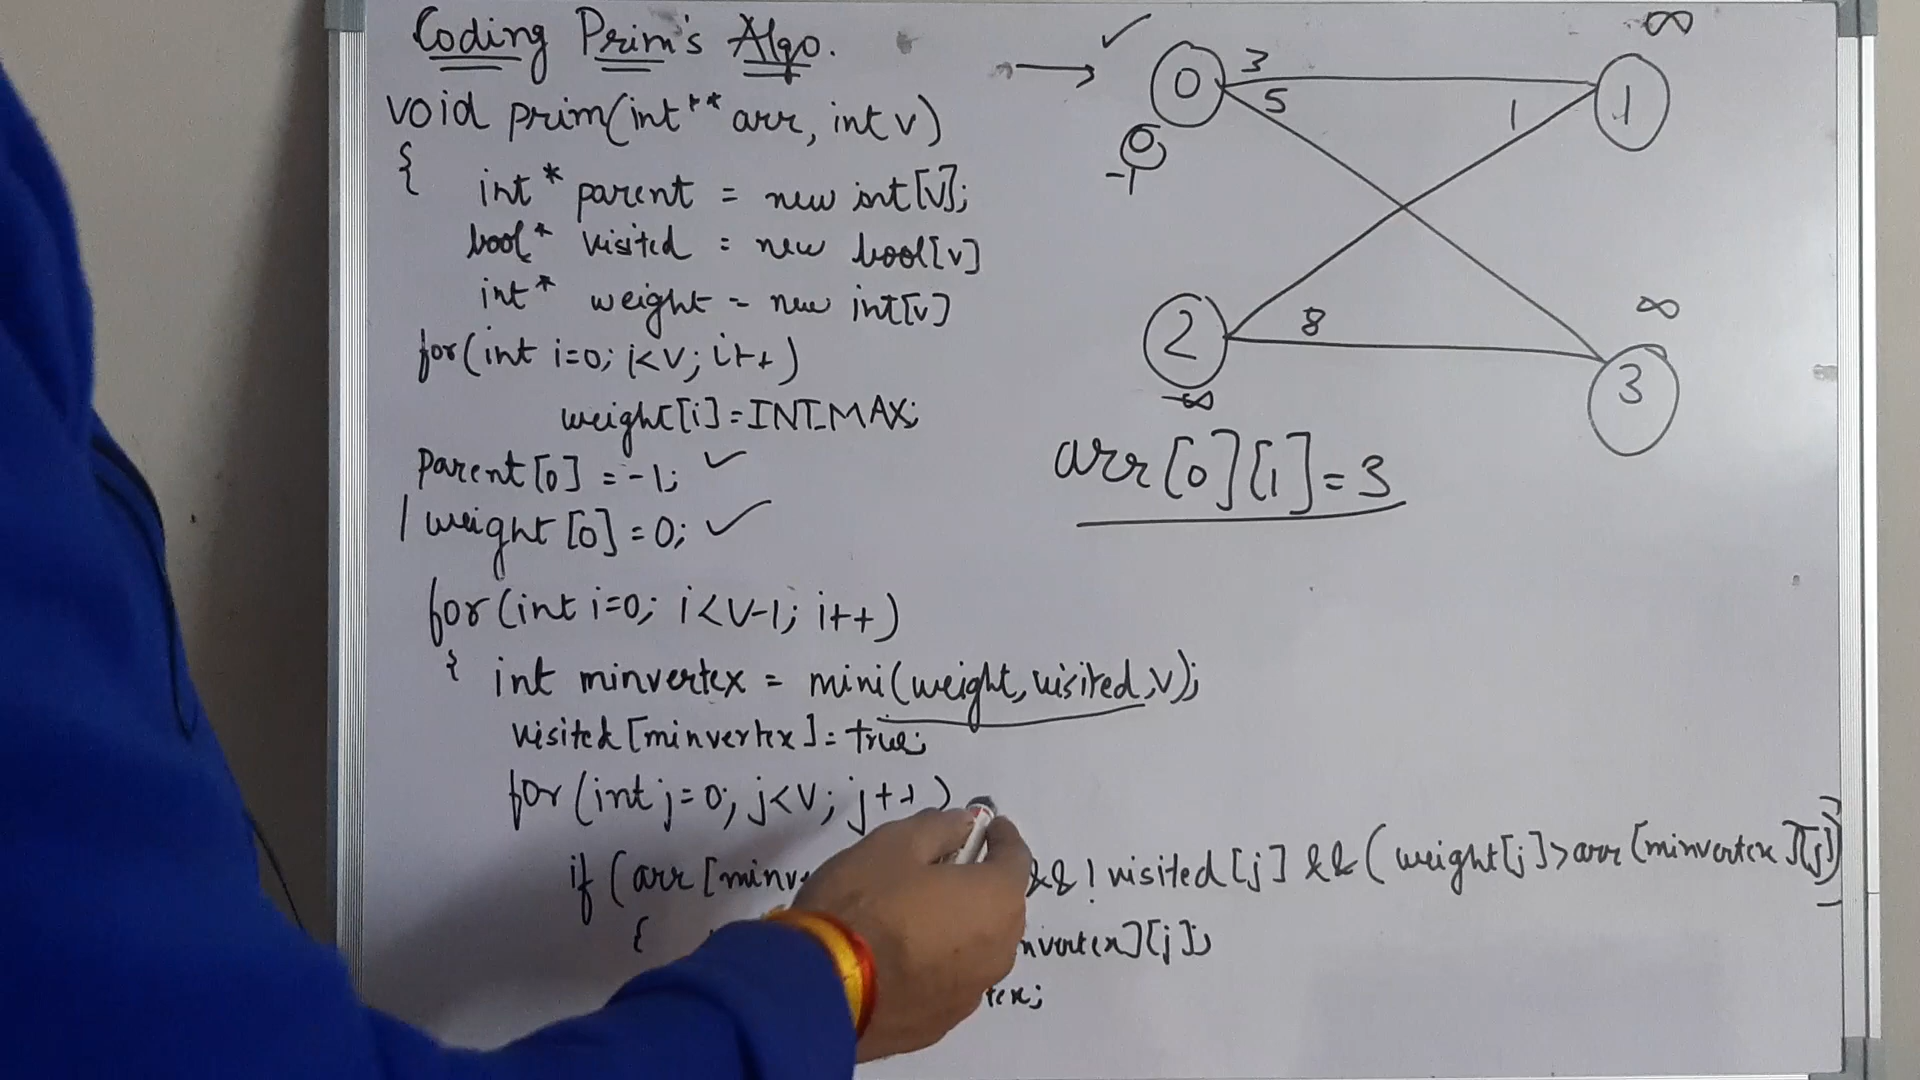 Coding Prim's Algo.
void prim(int** arr, int v)
{ int* parent = new int[v];
bool* visited = new bool[v]
int* weight = new int[v]
for(int i=0; i<v; i++)
weight[i]=INT_MAX;
parent[0] = -1;
weight[0] = 0;
for(int i=0; i<v-1; i++)
{ int minvertex = mini(weight, visited, v);
visited[minvertex]=true;
for(int j=0; j<v; j++)
if (arr[minv && !visited[j] && (weight[j]>arr[minvertex][j])
{ nvertex][j];
tex;
∞
0 3 1
5 1
0
-1
∞
2 8 3
∞
arr[0][1]=3